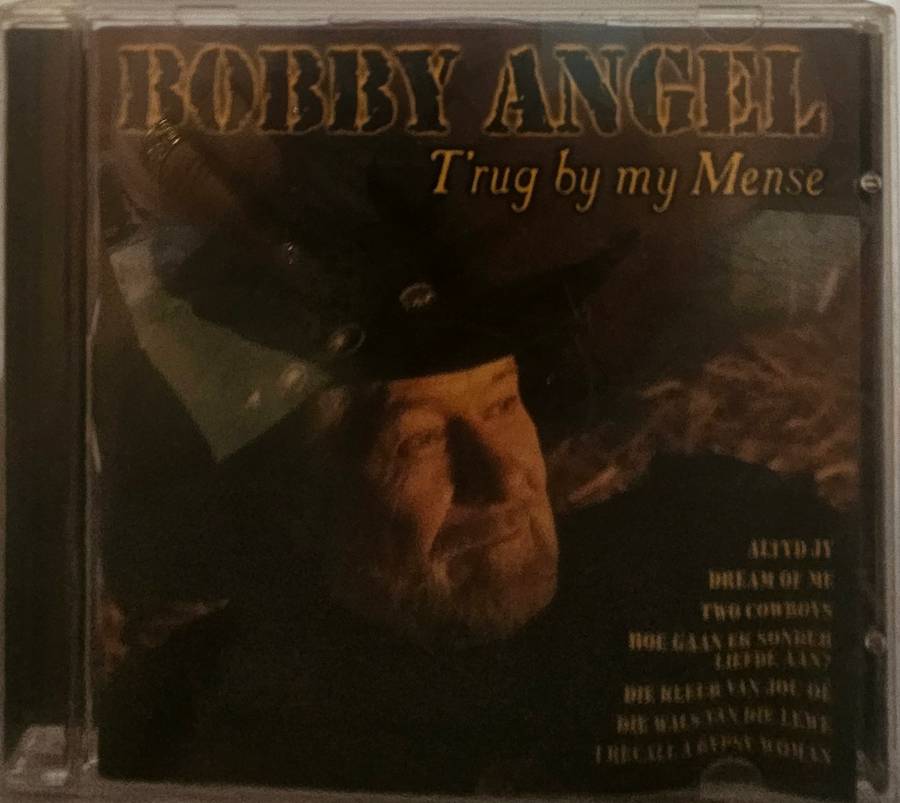 BOBBY ANGEL
T'rug by my Mense
ALTYD JY
DREAM OF ME
TWO COWBOYS
HOE GAAN EK SONDER
LIEFDE AAN?
DIE KLEUR VAN JOU OË
DIE WALS VAN DIE LEWE
I RECALL A GYPSY WOMAN